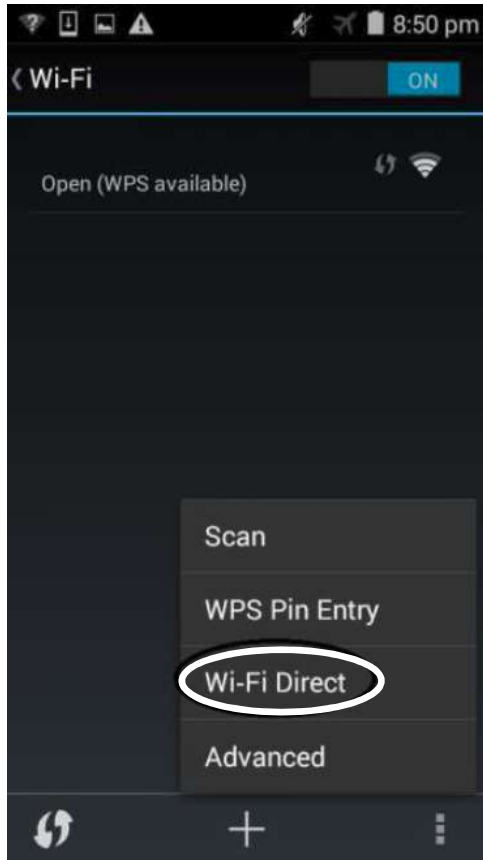 8:50 pm
Wi-Fi
ON
Open (WPS available)
Scan
WPS Pin Entry
Wi-Fi Direct
Advanced